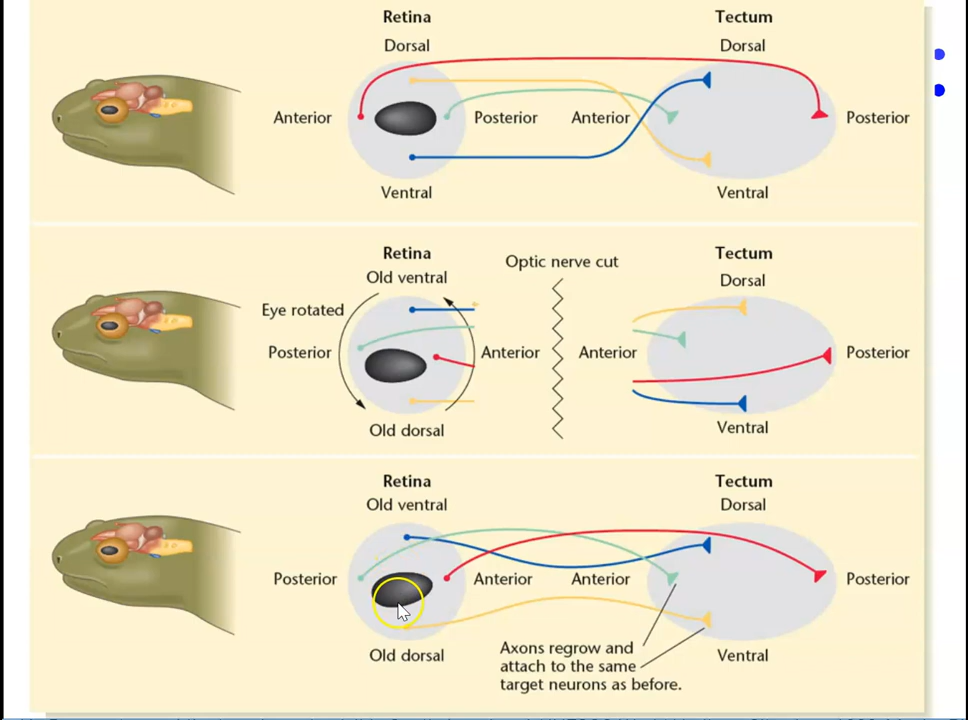 Retina
Tectum
Dorsal
Dorsal
Anterior
Posterior
Anterior
Posterior
Ventral
Ventral
Retina
Tectum
Old ventral
Optic nerve cut
Dorsal
Eye rotated
Posterior
Anterior
Anterior
Posterior
Old dorsal
Ventral
Retina
Tectum
Old ventral
Dorsal
Posterior
Anterior
Anterior
Posterior
Old dorsal
Axons regrow and
attach to the same
target neurons as before.
Ventral